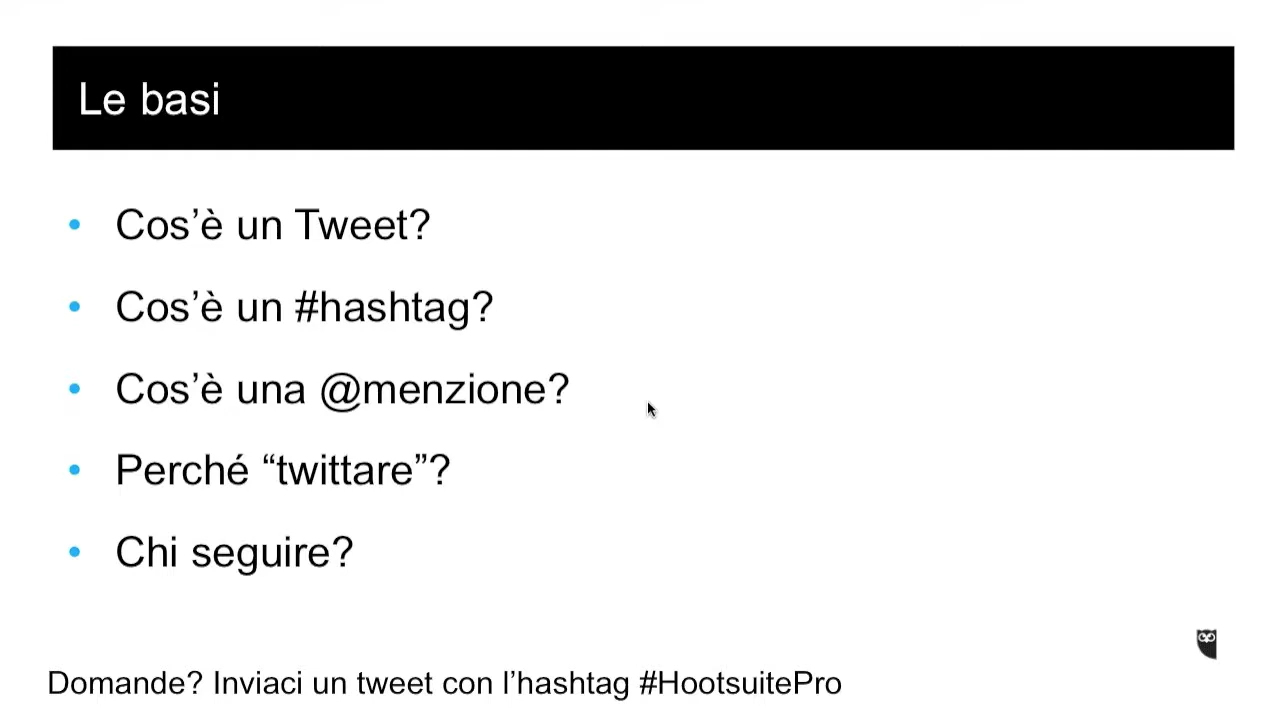 Le basi
Cos’è un Tweet?
Cos’è un #hashtag?
Cos’è una @menzione?
Perché “twittare”?
Chi seguire?
Domande? Inviaci un tweet con l’hashtag #HootsuitePro